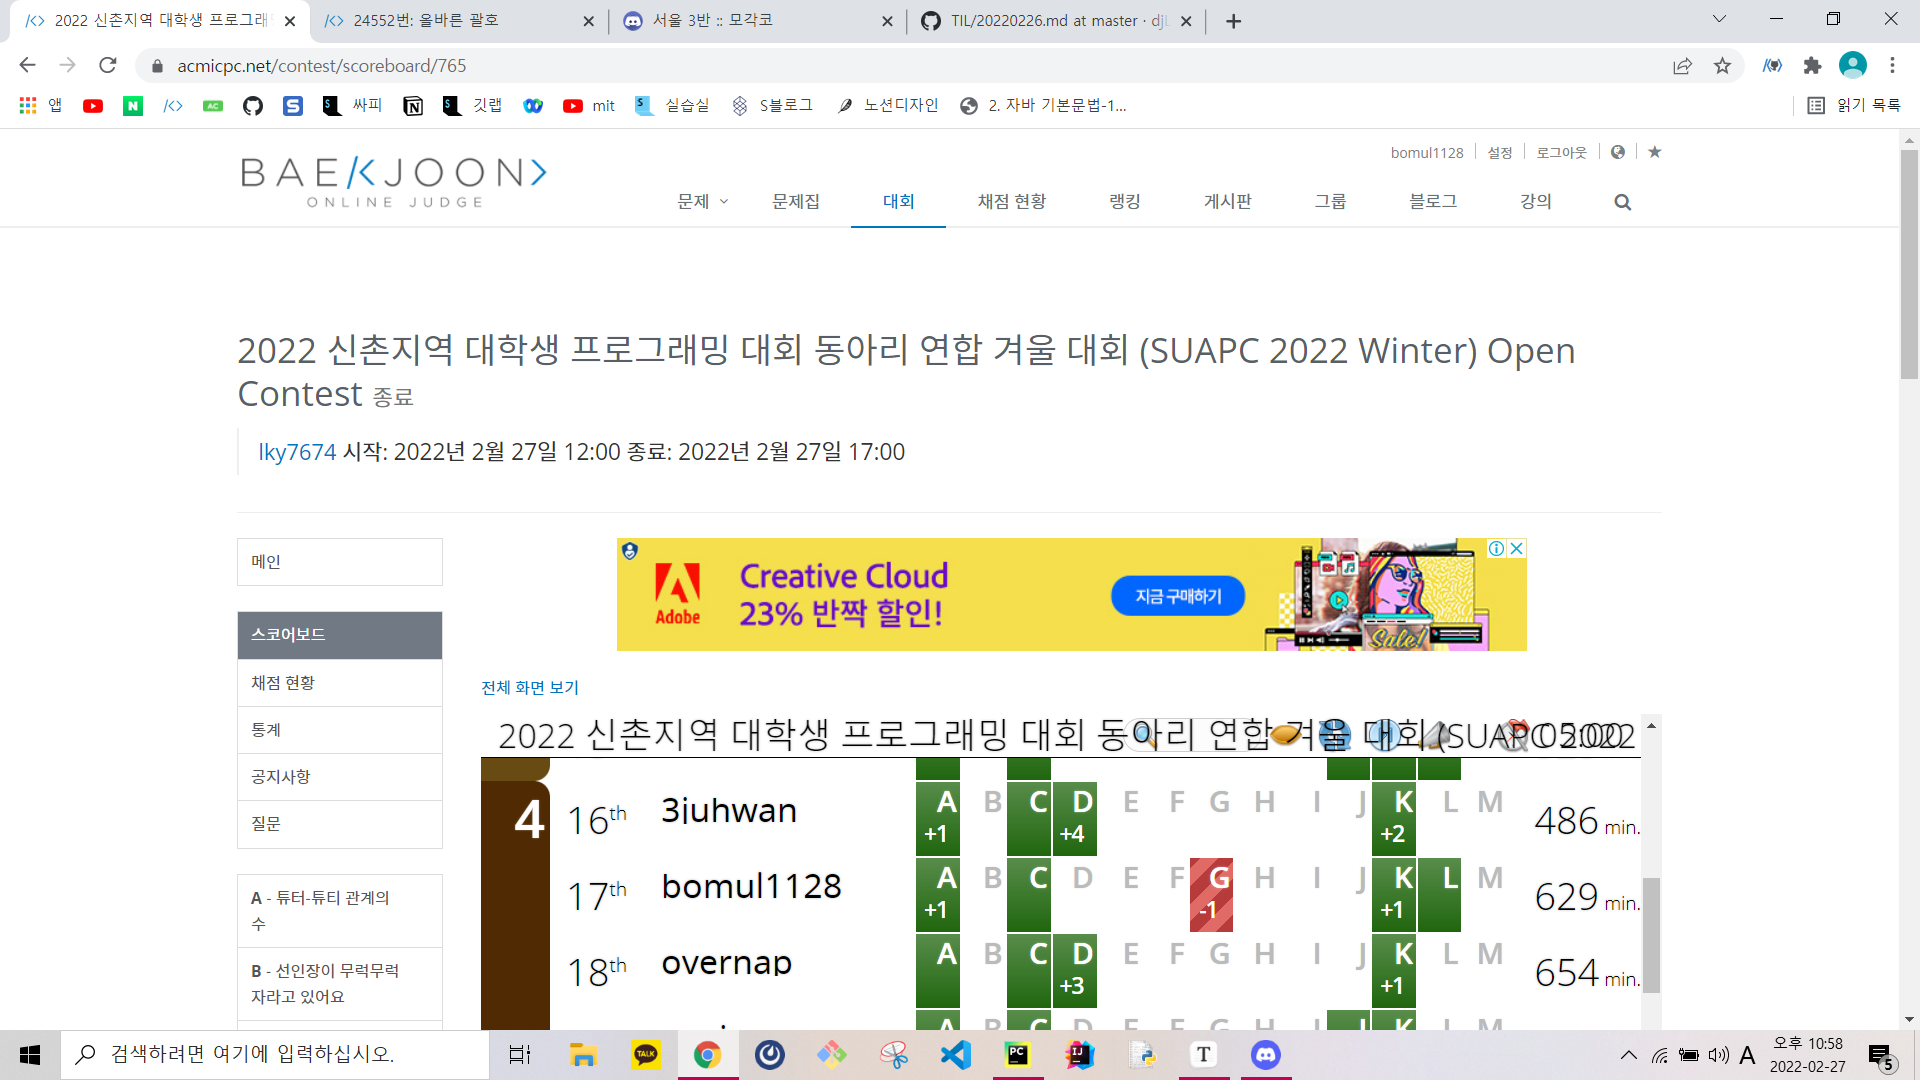 2022 신촌지역 대학생 프로그래밍
24552번: 올바른 괄호
서울 3반 :: 모각코
TIL/20220226.md at master · djL
acmicpc.net/contest/scoreboard/765
앱
싸피
깃랩
mit
실습실
S블로그
노션디자인
2. 자바 기본문법-1...
읽기 목록
BAEKJOON
ONLINE JUDGE
bomul1128
설정
로그아웃
문제
문제집
대회
채점 현황
랭킹
게시판
그룹
블로그
강의
2022 신촌지역 대학생 프로그래밍 대회 동아리 연합 겨울 대회 (SUAPC 2022 Winter) Open
Contest 종료
lky7674 시작: 2022년 2월 27일 12:00 종료: 2022년 2월 27일 17:00
메인
스코어보드
채점 현황
통계
공지사항
질문
A - 튜터-튜티 관계의
수
B - 선인장이 무럭무럭
자라고 있어요
Adobe
Creative Cloud
23% 반짝 할인!
지금 구매하기
Sale!
전체 화면 보기
2022 신촌지역 대학생 프로그래밍 대회 동아리 연합 겨울 대회 (SUAPC 2022
05:00
4
16th 3juhwan A B C D E F G H I J K L M 486 min.
+1 +4 +2
17th bomul1128 A B C D E F G H I J K L M 629 min.
+1 -1 +1
18th overnap A B C D E F G H I J K L M 654 min.
+3 +1
A B C D E F G H I J K L M
검색하려면 여기에 입력하십시오.
TALK
PC
IJ
T
A
오후 10:58
2022-02-27
5